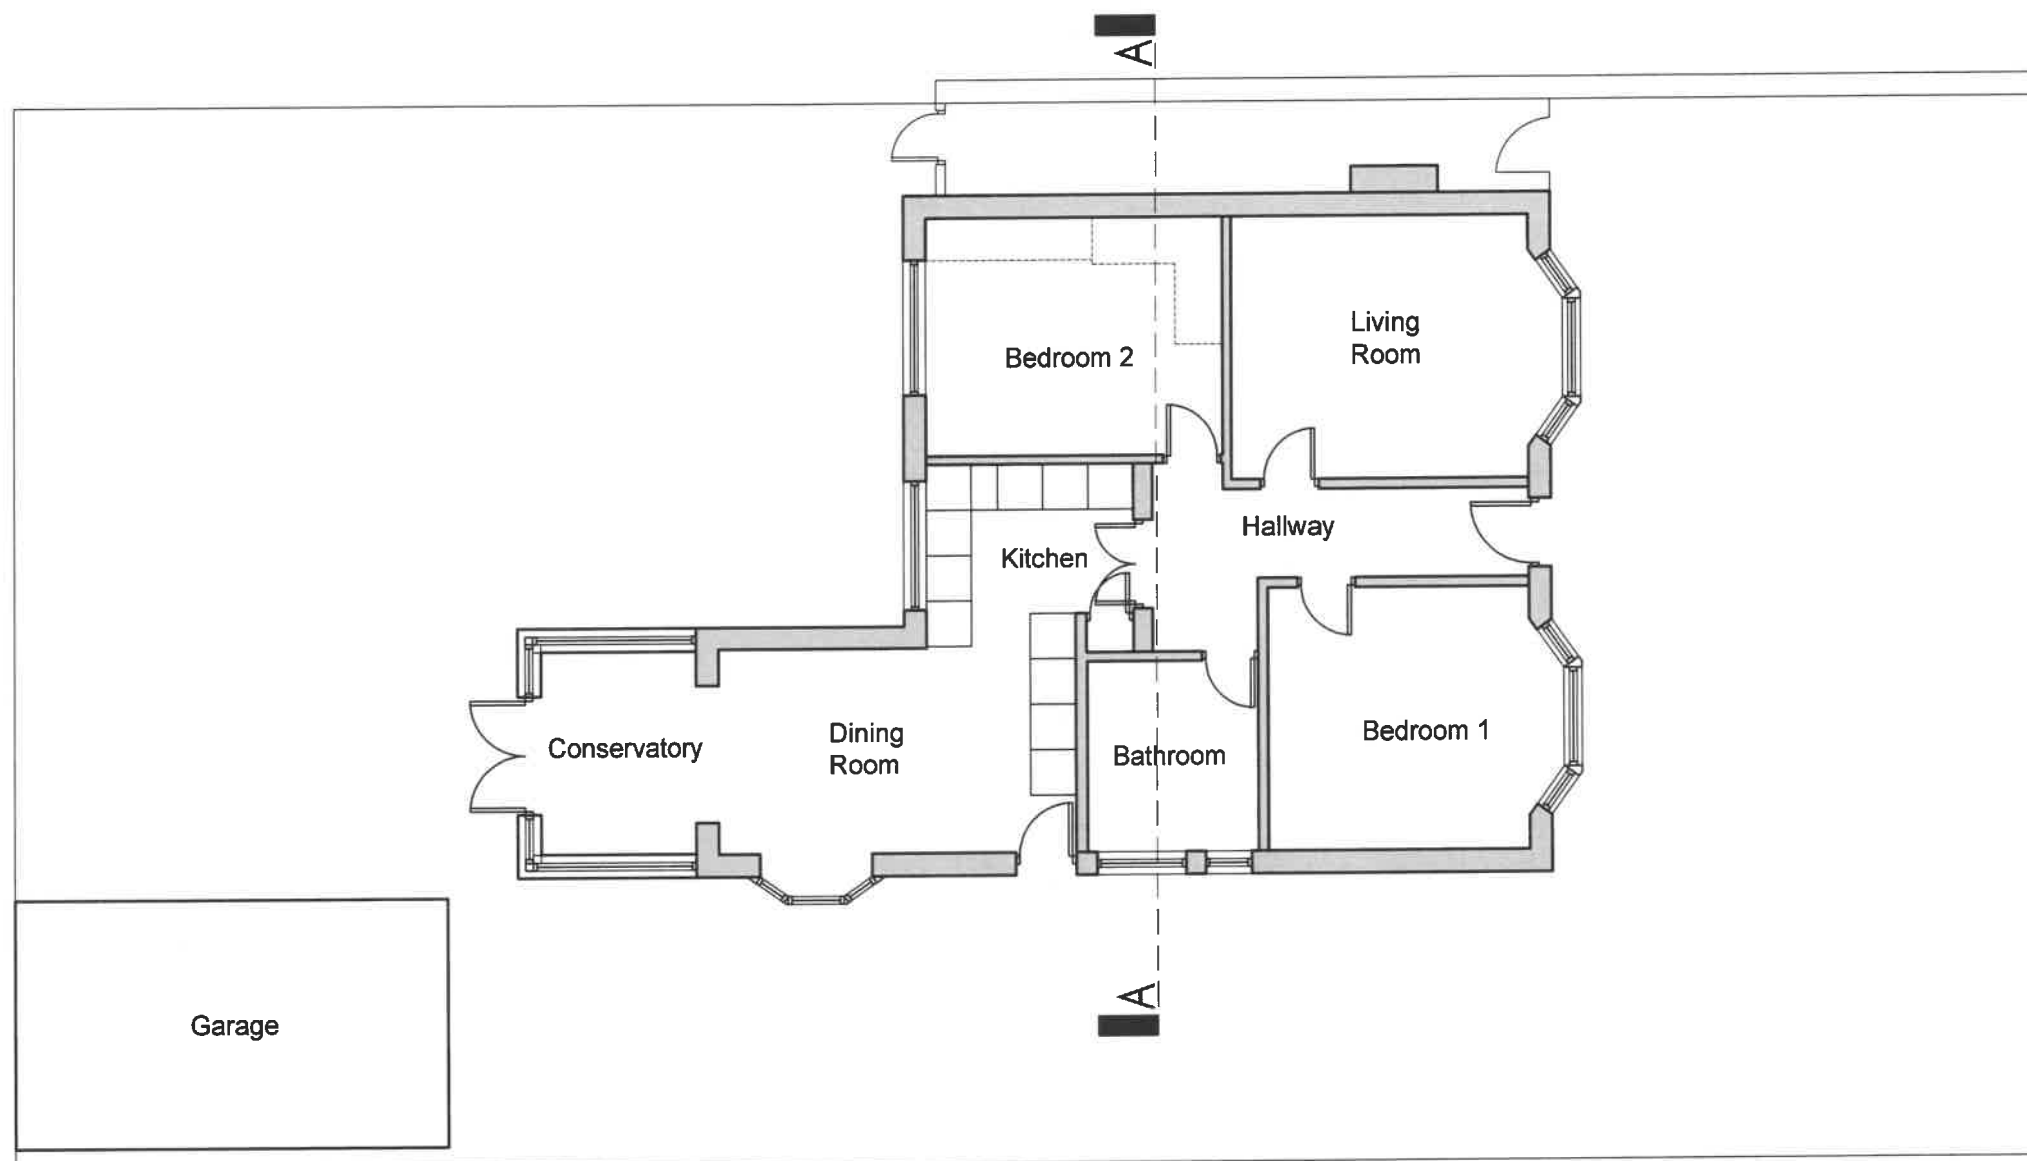 A
Living
Room
Bedroom 2
Hallway
Kitchen
Bedroom 1
Dining
Room
Conservatory
Bathroom
A
Garage